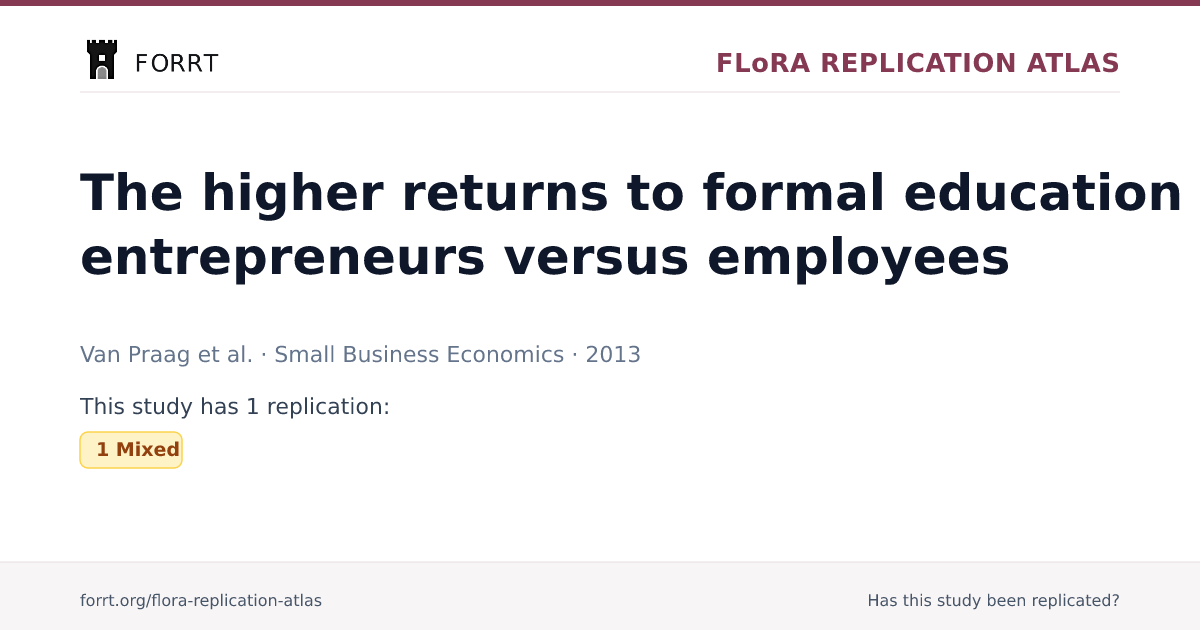 FORRT
FLoRA REPLICATION ATLAS
The higher returns to formal education
entrepreneurs versus employees
Van Praag et al. · Small Business Economics · 2013
This study has 1 replication:
1 Mixed
forrt.org/flora-replication-atlas
Has this study been replicated?